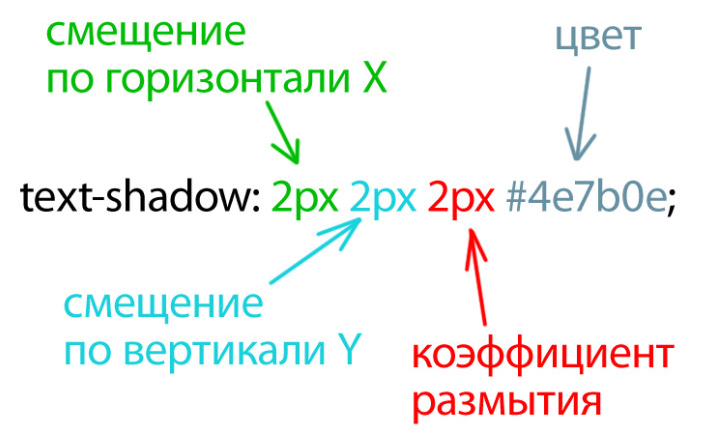 смещение
по горизонтали X
цвет
text-shadow: 2px 2px 2px #4e7b0e;
смещение
по вертикали Y
коэффициент
размытия